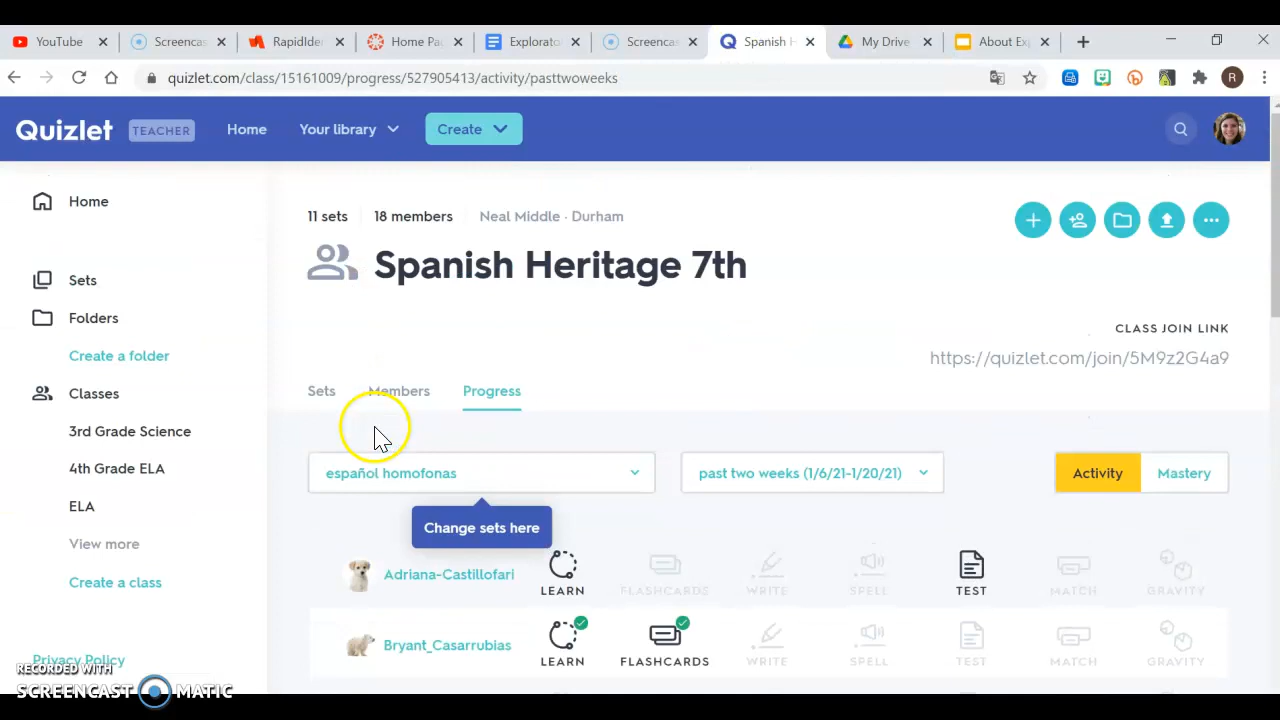 YouTube
Screencas
RapidIder
Home Pa
Explorato
Screencas
Spanish H
My Drive
About Exp
quizlet.com/class/15161009/progress/527905413/activity/pasttwoweeks
R
Quizlet TEACHER Home Your library Create
Home
Sets
Folders
Create a folder
Classes
3rd Grade Science
4th Grade ELA
ELA
View more
Create a class
Privacy Policy
11 sets 18 members Neal Middle · Durham
Spanish Heritage 7th
CLASS JOIN LINK
https://quizlet.com/join/5M9z2G4a9
Sets Members Progress
español homofonas past two weeks (1/6/21-1/20/21) Activity Mastery
Change sets here
Adriana-Castillofari LEARN FLASHCARDS WRITE SPELL TEST MATCH GRAVITY
Bryant_Casarrubias LEARN FLASHCARDS WRITE SPELL TEST MATCH GRAVITY
RECORDED WITH
SCREENCAST MATIC